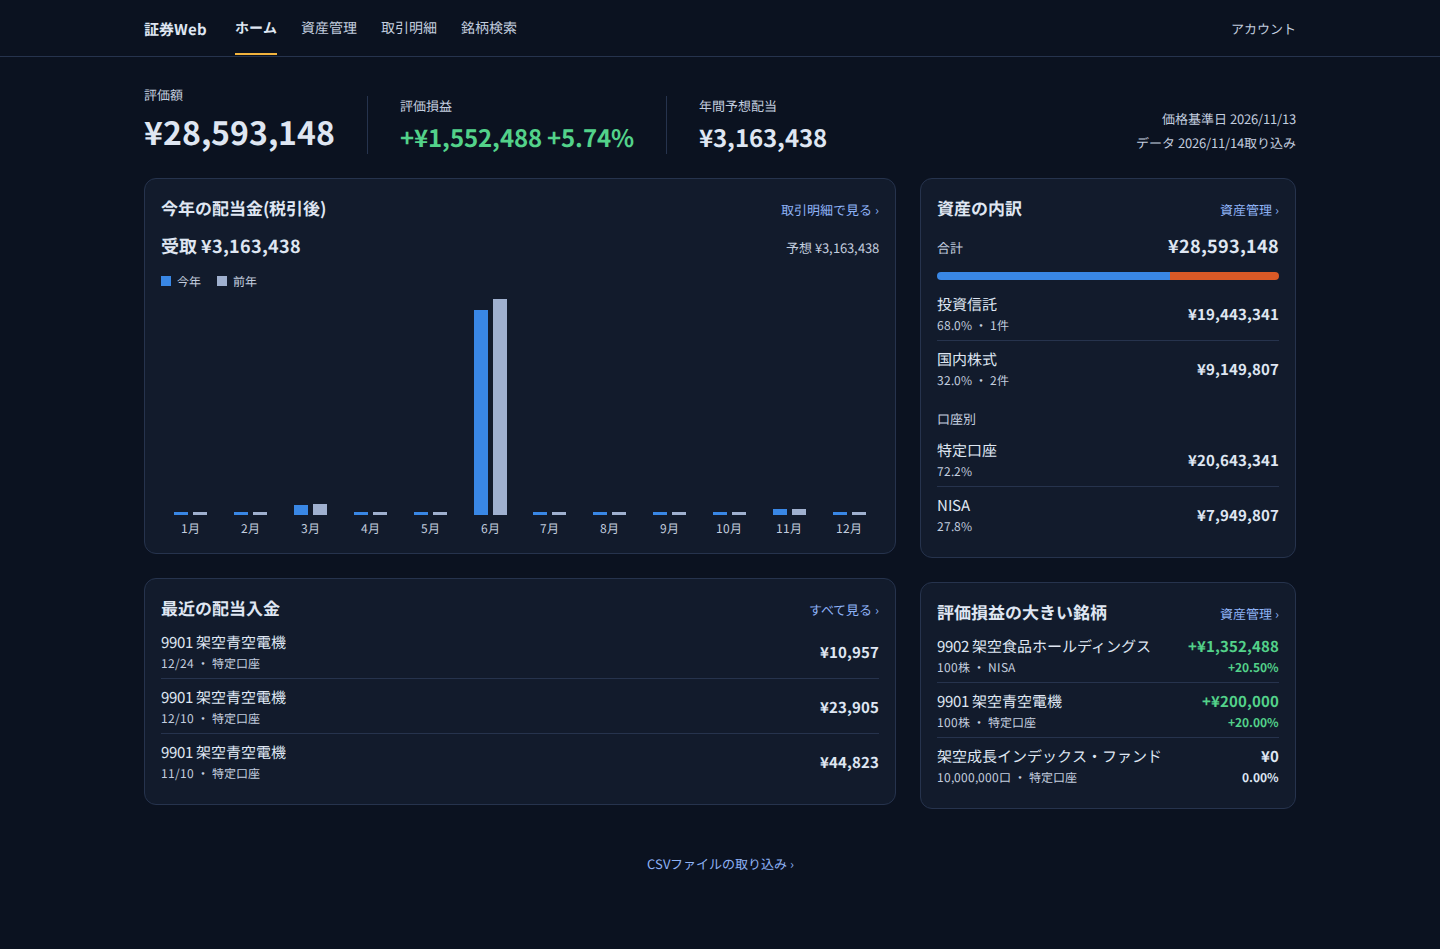 証券Web ホーム 資産管理 取引明細 銘柄検索 アカウント
評価額
¥28,593,148
評価損益
+¥1,552,488 +5.74%
年間予想配当
¥3,163,438
価格基準日 2026/11/13
データ 2026/11/14取り込み
今年の配当金(税引後) 取引明細で見る ›
受取 ¥3,163,438 予想 ¥3,163,438
今年 前年
1月 2月 3月 4月 5月 6月 7月 8月 9月 10月 11月 12月
最近の配当入金 すべて見る ›
9901 架空青空電機
12/24 ・ 特定口座
¥10,957
9901 架空青空電機
12/10 ・ 特定口座
¥23,905
9901 架空青空電機
11/10 ・ 特定口座
¥44,823
資産の内訳 資産管理 ›
合計 ¥28,593,148
投資信託
68.0% ・ 1件
¥19,443,341
国内株式
32.0% ・ 2件
¥9,149,807
口座別
特定口座
72.2%
¥20,643,341
NISA
27.8%
¥7,949,807
評価損益の大きい銘柄 資産管理 ›
9902 架空食品ホールディングス +¥1,352,488
100株 ・ NISA +20.50%
9901 架空青空電機 +¥200,000
100株 ・ 特定口座 +20.00%
架空成長インデックス・ファンド ¥0
10,000,000口 ・ 特定口座 0.00%
CSVファイルの取り込み ›